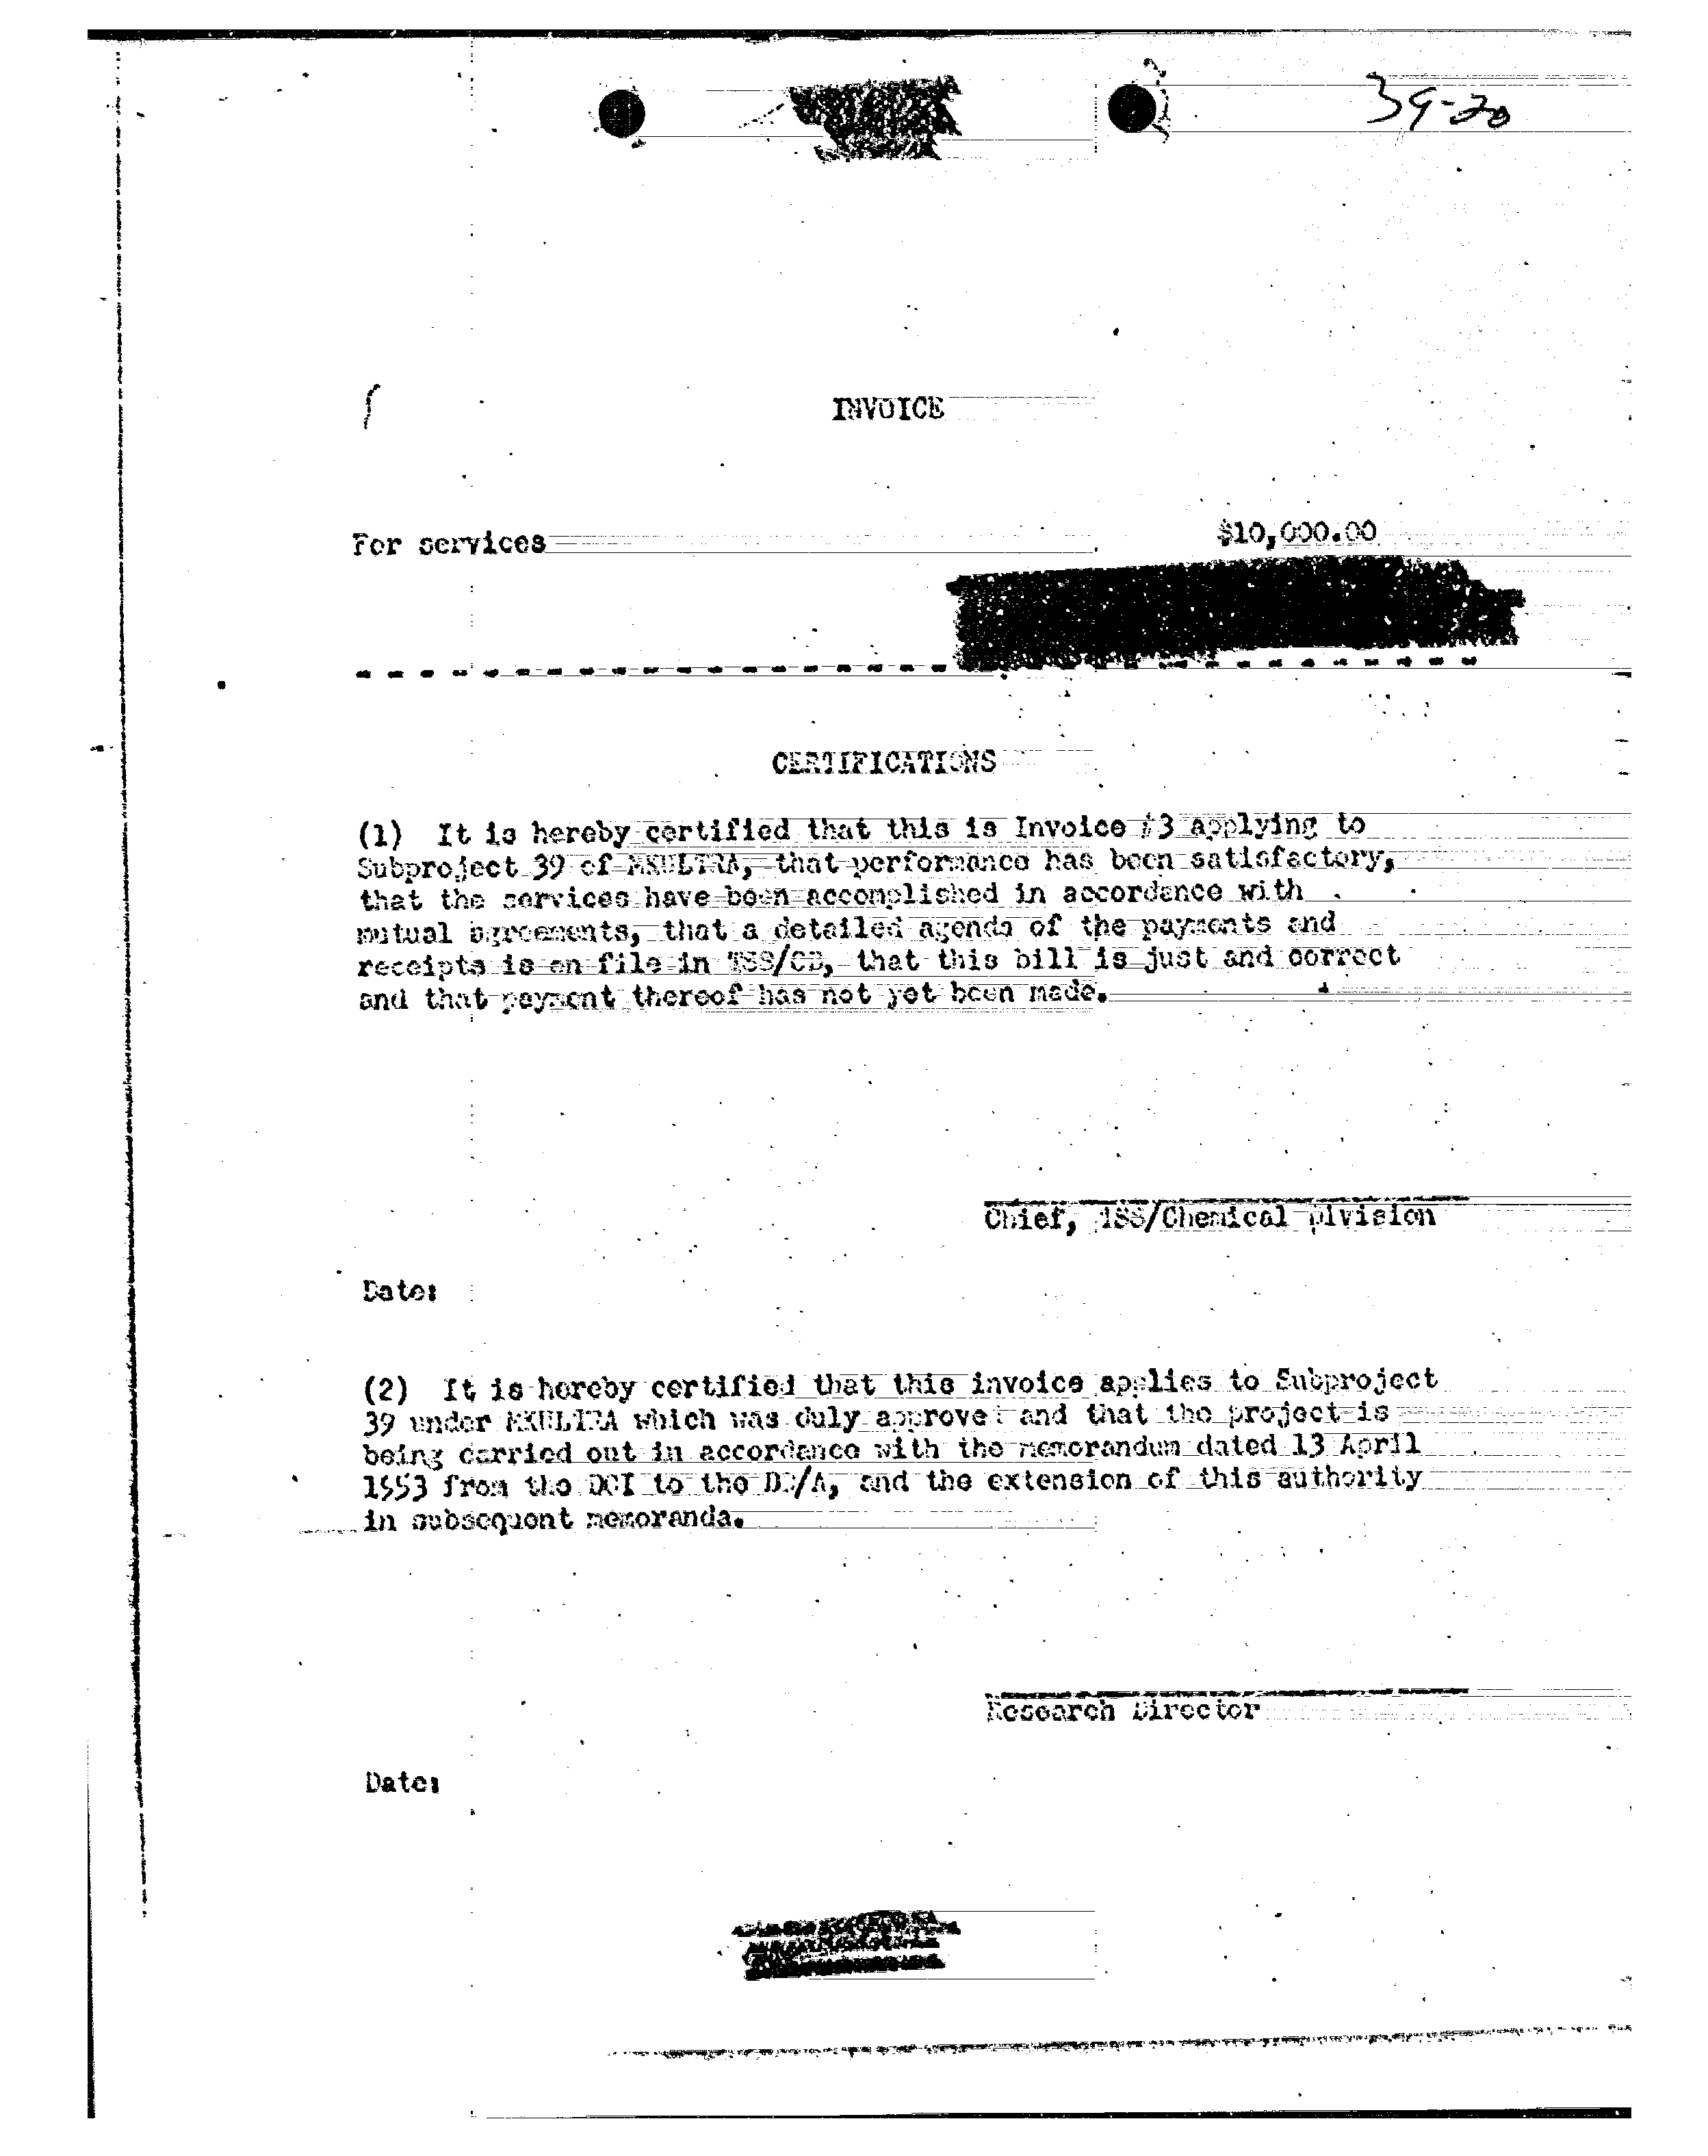 39-20
INVOICE
For services $10,000.00
CERTIFICATIONS
(1) It is hereby certified that this is Invoice #3 applying to
Subproject 39 of MKULTRA, that performance has been satisfactory,
that the services have been accomplished in accordance with
mutual agreements, that a detailed agenda of the payments and
receipts is on file in TSS/CD, that this bill is just and correct
and that payment thereof has not yet been made.
Chief, TSS/Chemical Division
Date:
(2) It is hereby certified that this invoice applies to Subproject
39 under MKULTRA which was duly approved and that the project is
being carried out in accordance with the memorandum dated 13 April
1953 from the DCI to the DD/A, and the extension of this authority
in subsequent memoranda.
Research Director
Date: